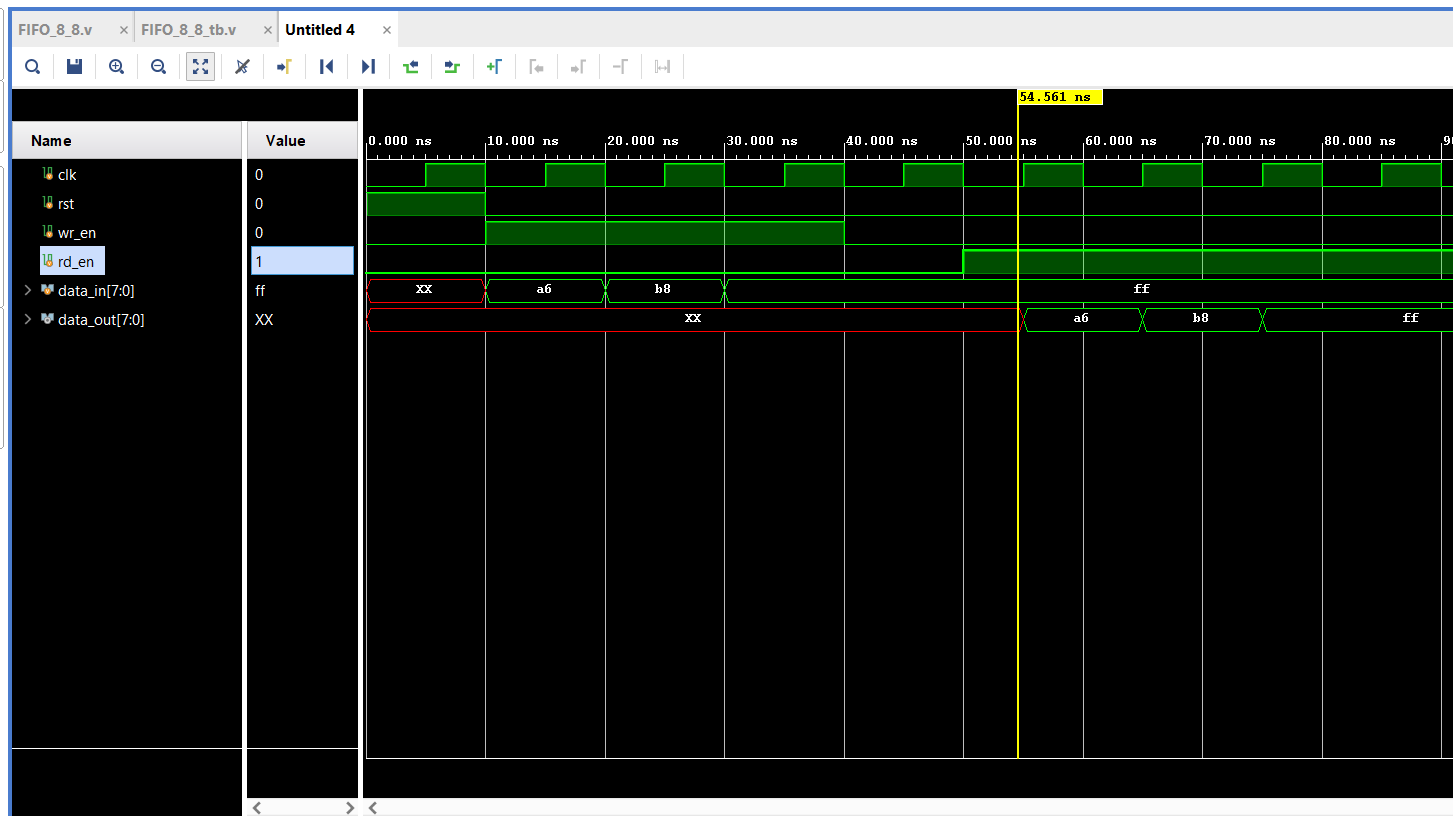 FIFO_8_8.v FIFO_8_8_tb.v Untitled 4
54.561 ns
Name Value
0.000 ns 10.000 ns 20.000 ns 30.000 ns 40.000 ns 50.000 ns 60.000 ns 70.000 ns 80.000 ns
clk 0
rst 0
wr_en 0
rd_en 1
data_in[7:0] ff XX a6 b8 ff
data_out[7:0] XX XX a6 b8 ff